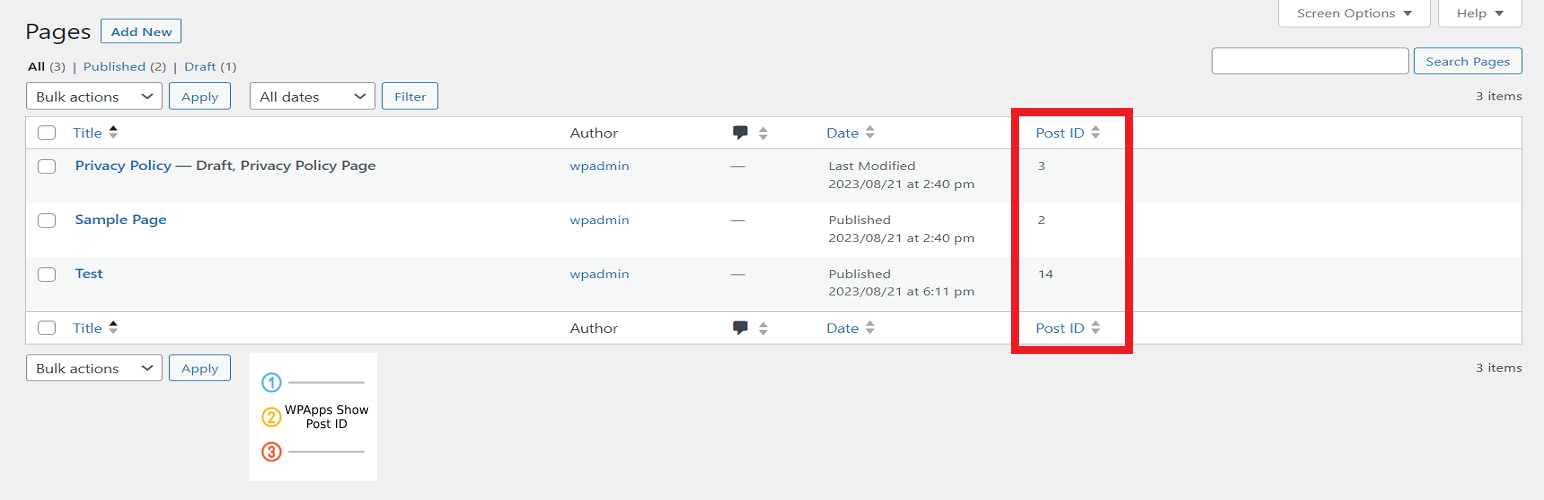 Screen Options Help
Pages Add New
All (3) | Published (2) | Draft (1)
Search Pages
Bulk actions Apply All dates Filter 3 items
Title Author Date Post ID
Privacy Policy — Draft, Privacy Policy Page wpadmin — Last Modified 3
2023/08/21 at 2:40 pm
Sample Page wpadmin — Published 2
2023/08/21 at 2:40 pm
Test wpadmin — Published 14
2023/08/21 at 6:11 pm
Title Author Date Post ID
Bulk actions Apply 3 items
1
2 WPApps Show
Post ID
3